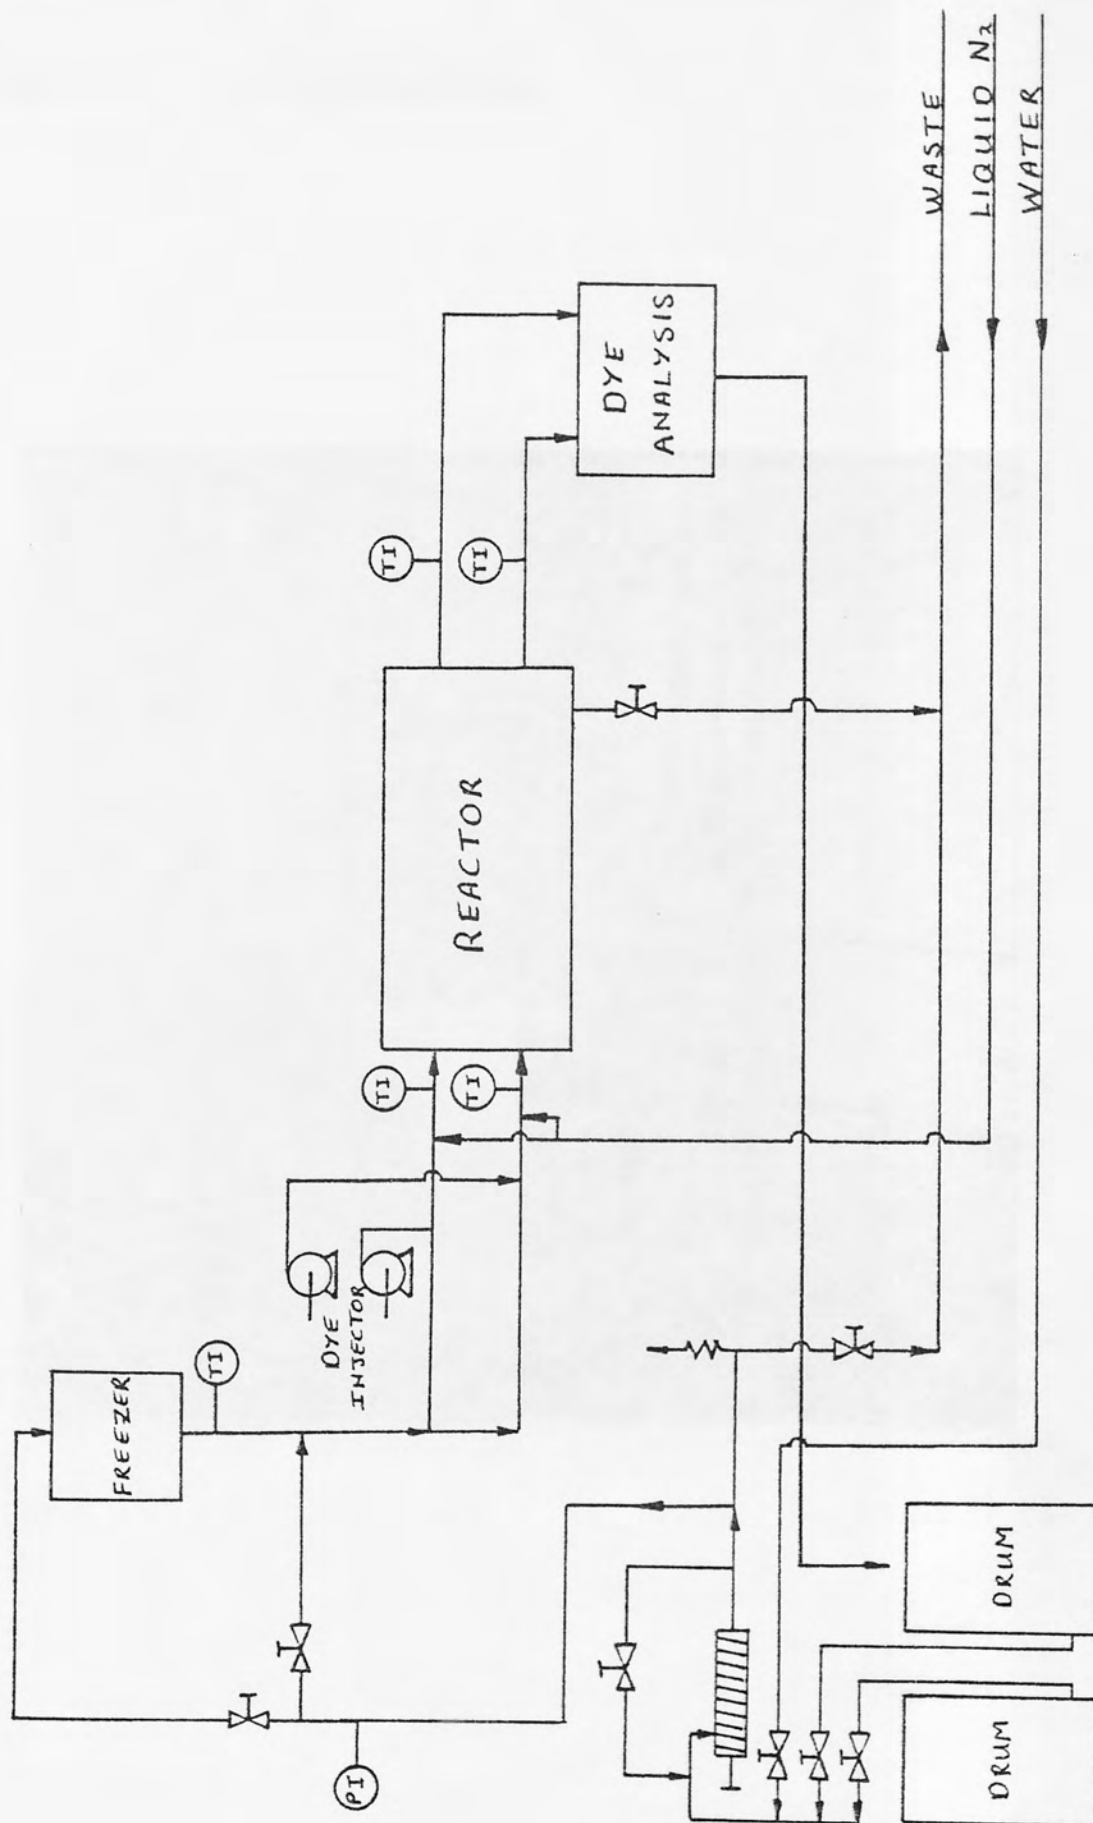 FREEZER
TI
PI
DYE
INJECTOR
TI
TI
TI
TI
REACTOR
DYE
ANALYSIS
WASTE
LIQUID N₂
WATER
DRUM
DRUM